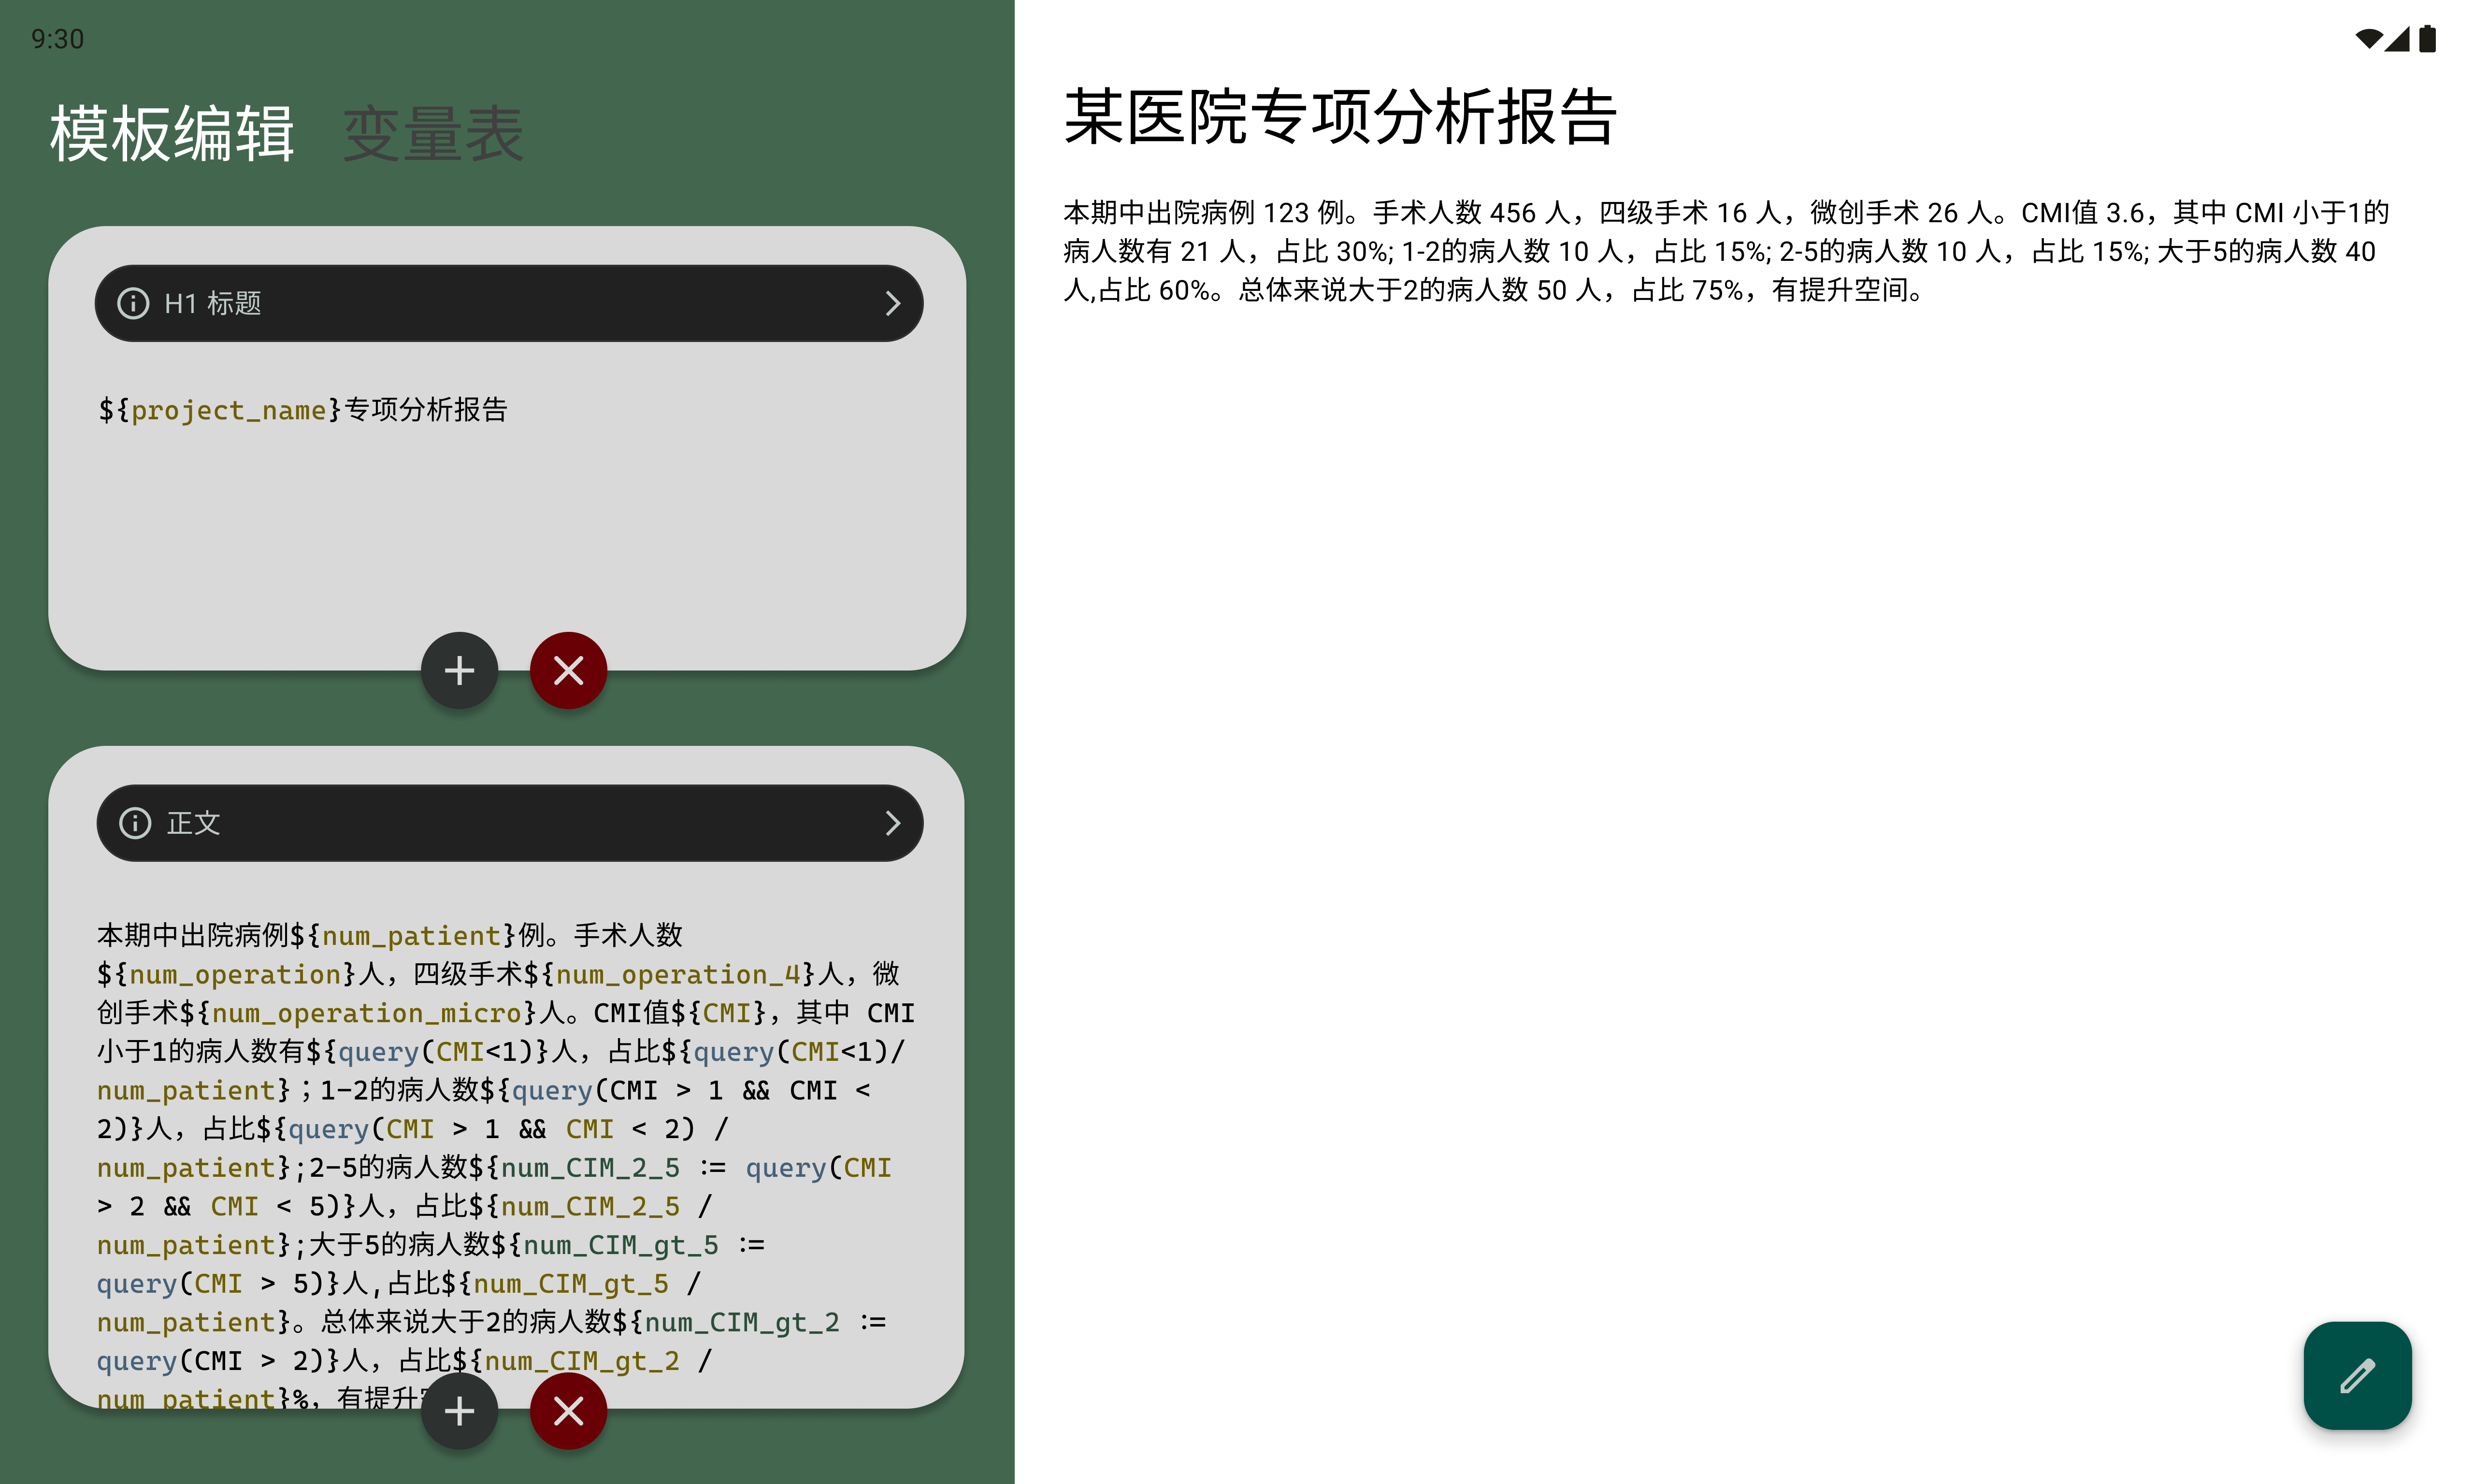 9:30
模板编辑 变量表
H1 标题
${project_name}专项分析报告
正文
本期中出院病例${num_patient}例。手术人数
${num_operation}人，四级手术${num_operation_4}人，微
创手术${num_operation_micro}人。CMI值${CMI}，其中 CMI
小于1的病人数有${query(CMI<1)}人，占比${query(CMI<1)/
num_patient}；1-2的病人数${query(CMI > 1 && CMI <
2)}人，占比${query(CMI > 1 && CMI < 2) /
num_patient};2-5的病人数${num_CIM_2_5 := query(CMI
> 2 && CMI < 5)}人，占比${num_CIM_2_5 /
num_patient};大于5的病人数${num_CIM_gt_5 :=
query(CMI > 5)}人,占比${num_CIM_gt_5 /
num_patient}。总体来说大于2的病人数${num_CIM_gt_2 :=
query(CMI > 2)}人，占比${num_CIM_gt_2 /
num_patient}%，有提升
某医院专项分析报告
本期中出院病例 123 例。手术人数 456 人，四级手术 16 人，微创手术 26 人。CMI值 3.6，其中 CMI 小于1的
病人数有 21 人，占比 30%; 1-2的病人数 10 人，占比 15%; 2-5的病人数 10 人，占比 15%; 大于5的病人数 40
人,占比 60%。总体来说大于2的病人数 50 人，占比 75%，有提升空间。